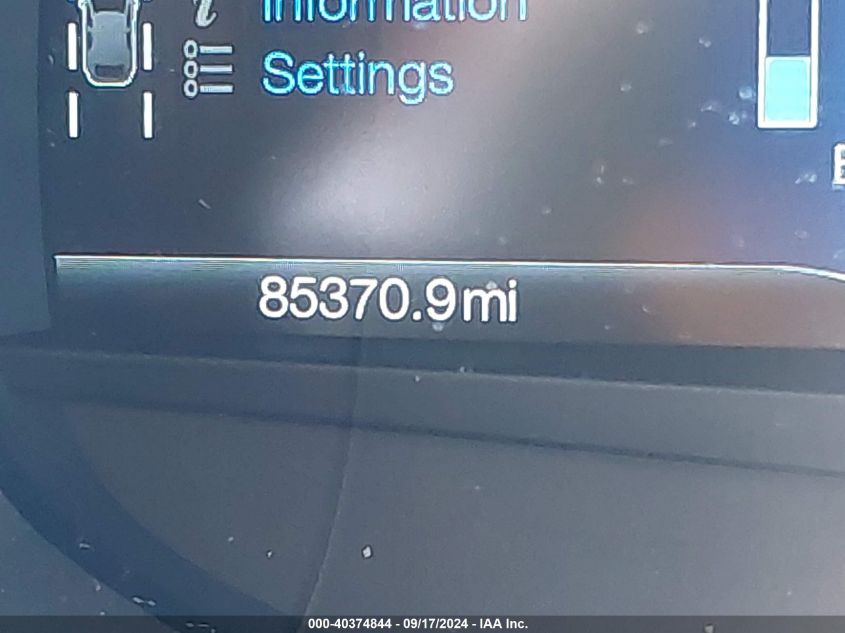 Information
Settings
E
85370.9mi
000-40374844 - 09/17/2024 - IAA Inc.